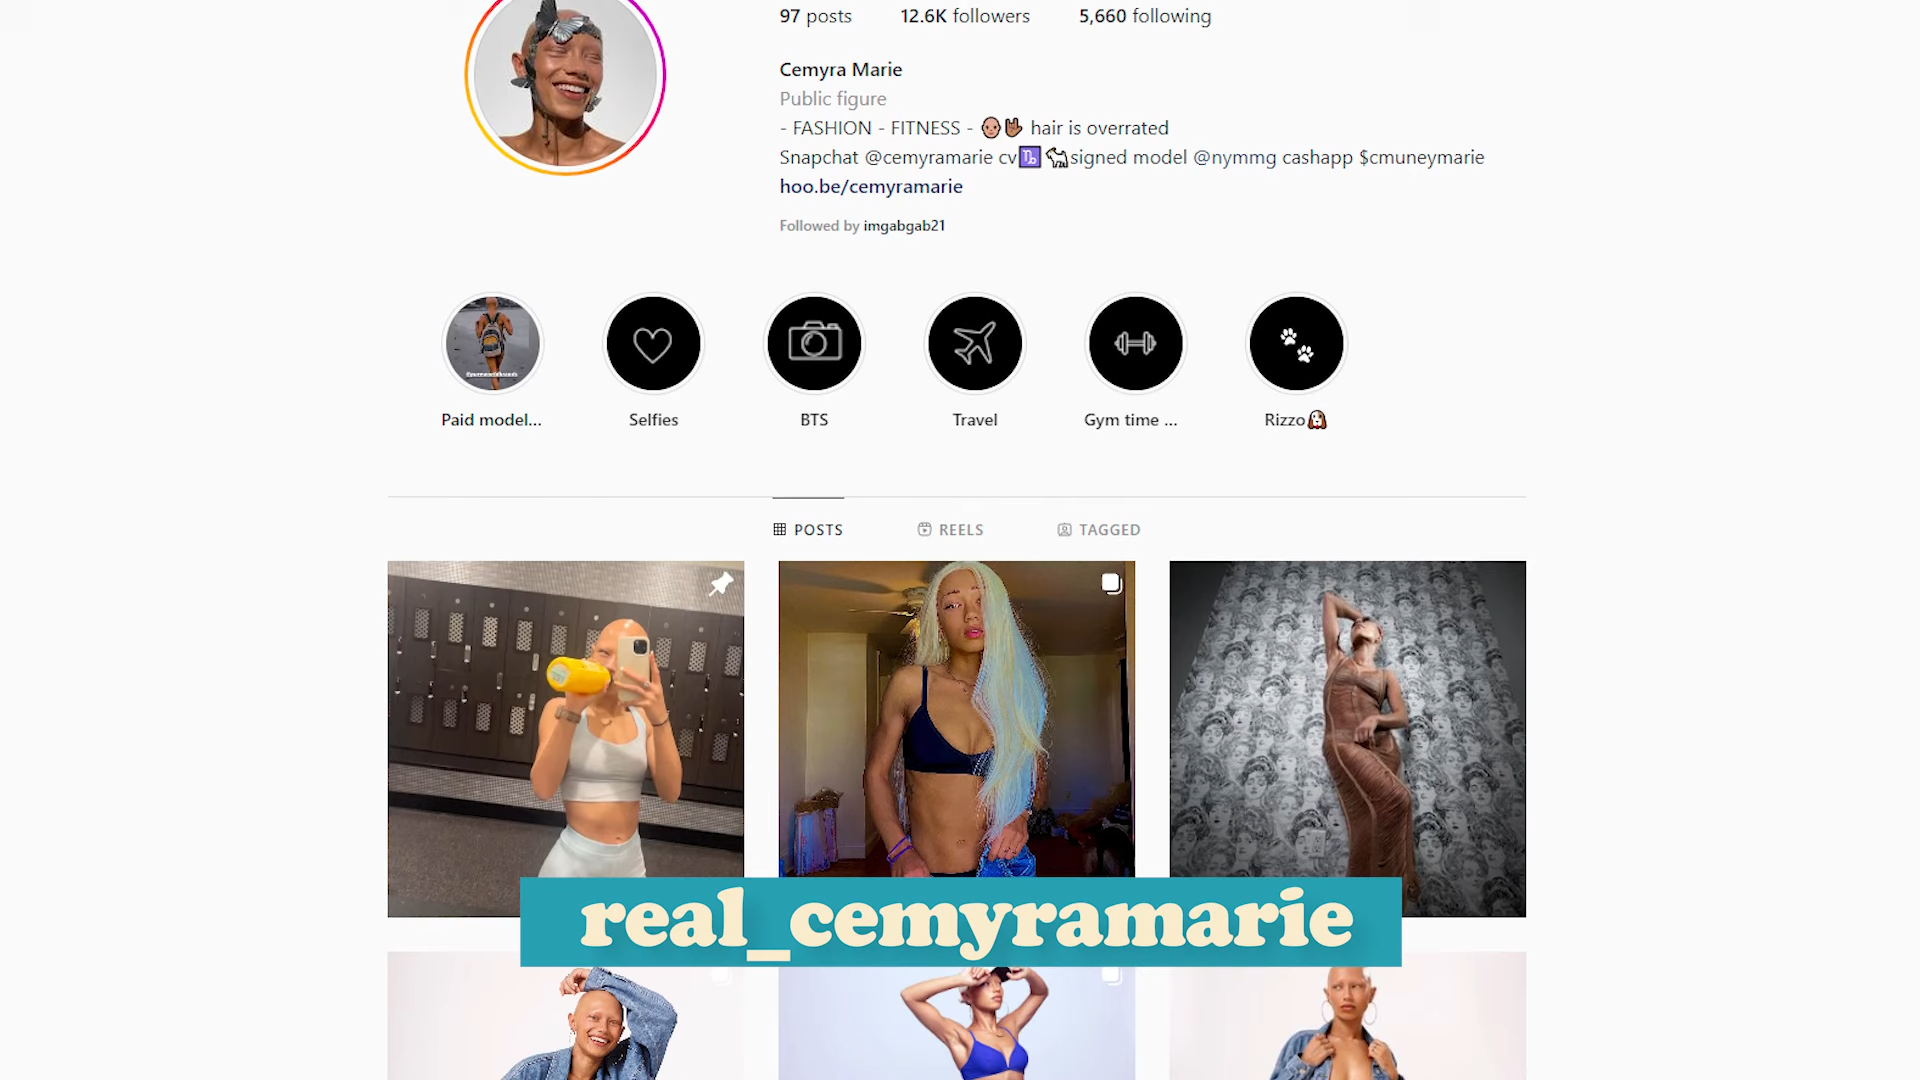 97 posts 12.6K followers 5,660 following
Cemyra Marie
Public figure
- FASHION - FITNESS - 👩🏽‍🦲🤟🏽 hair is overrated
Snapchat @cemyramarie cv♑🐐signed model @nymmg cashapp $cmuneymarie
hoo.be/cemyramarie
Followed by imgabgab21
Paid model... Selfies BTS Travel Gym time ... Rizzo🐶
POSTS REELS TAGGED
real_cemyramarie